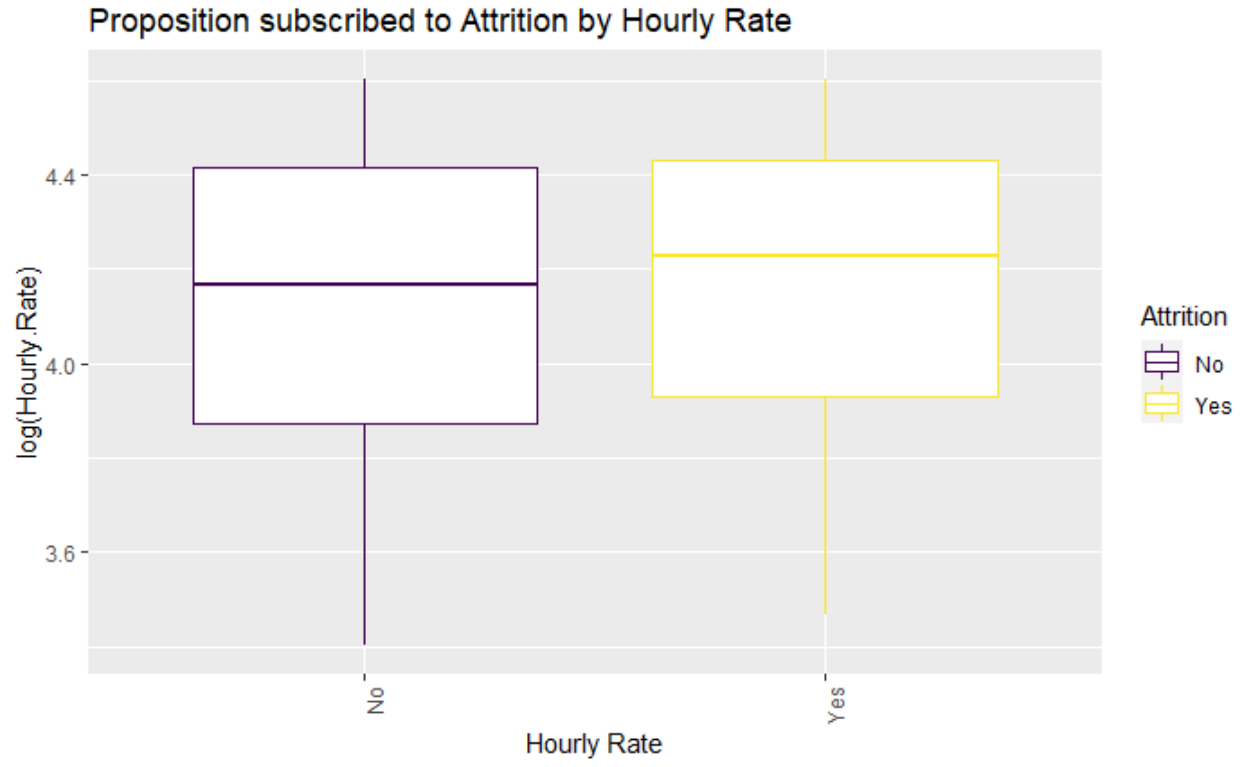 Proposition subscribed to Attrition by Hourly Rate
log(Hourly.Rate)
4.4
4.0
3.6
No
Yes
Hourly Rate
Attrition
No
Yes